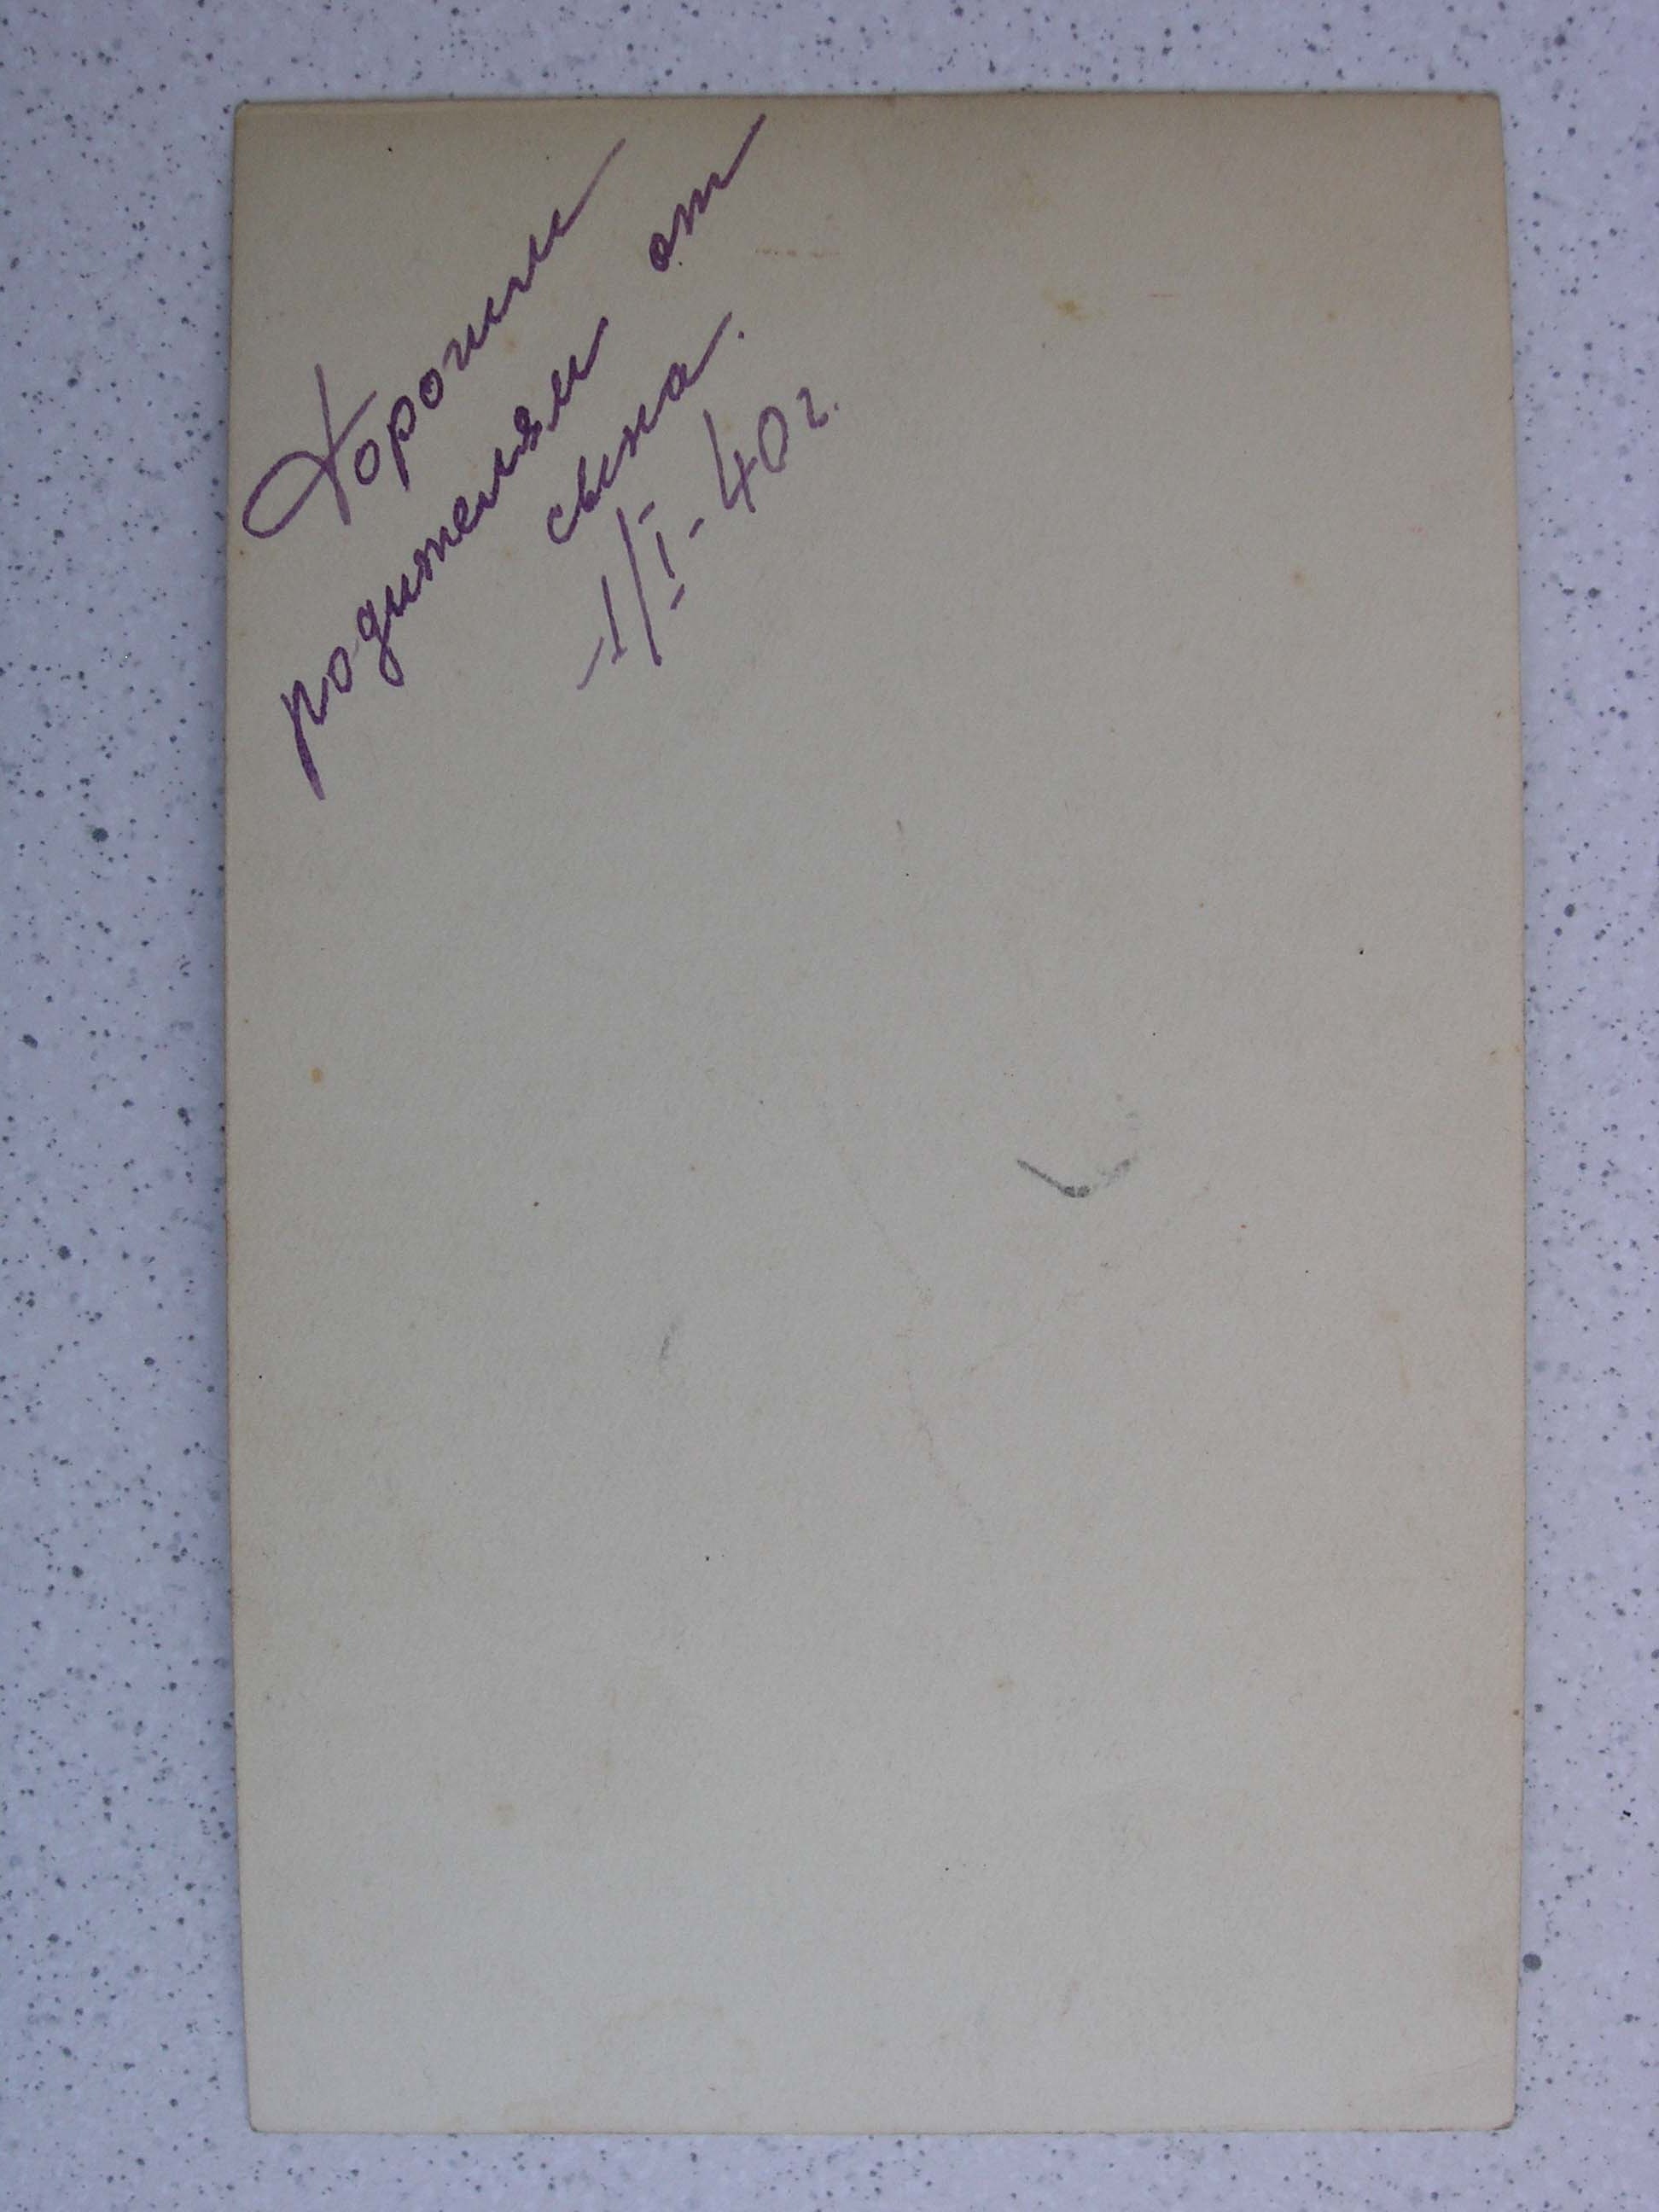 Дорогим
родителям от
сына.
1/I-40г.